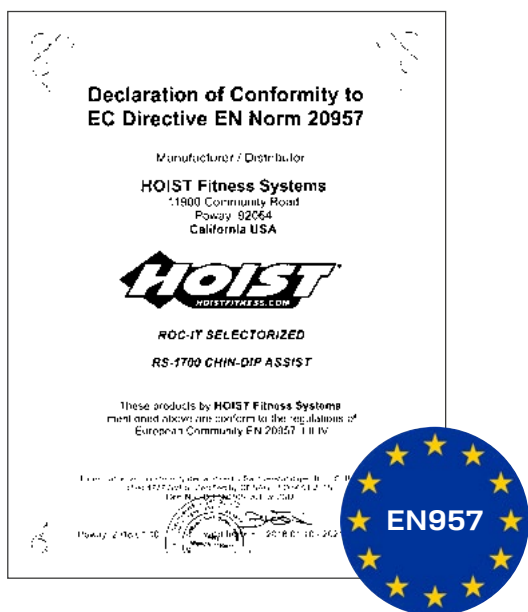 Declaration of Conformity to
EC Directive EN Norm 20957
Manufacturer / Distributor
HOIST Fitness Systems
11900 Community Road
Poway 92064
California USA
HOIST
HOISTFITNESS.COM
ROC-IT SELECTORIZED
RS-1700 CHIN-DIP ASSIST
These products by HOIST Fitness Systems
mentioned above are conform to the regulations of
European Community EN 20957
Poway
EN957